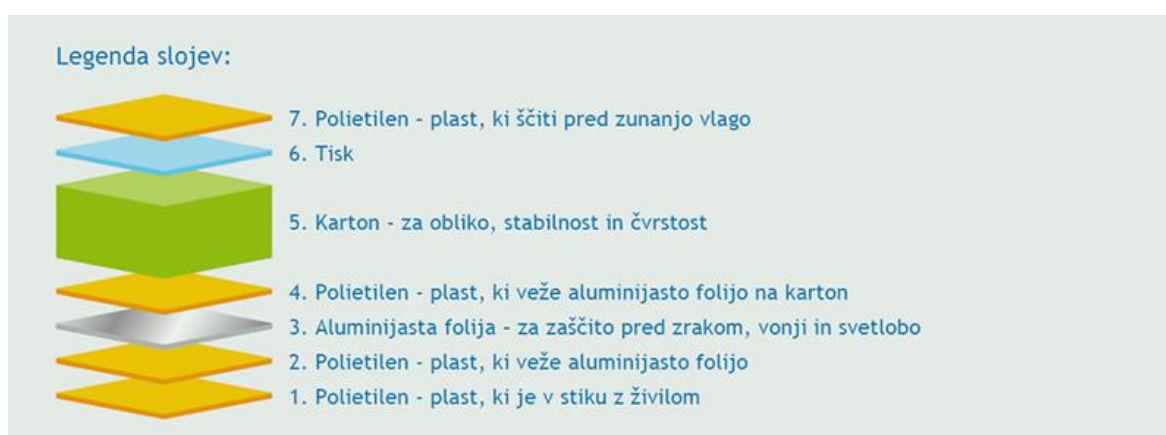 Legenda slojev:
7. Polietilen - plast, ki ščiti pred zunanjo vlago
6. Tisk
5. Karton - za obliko, stabilnost in čvrstost
4. Polietilen - plast, ki veže aluminijasto folijo na karton
3. Aluminijasta folija - za zaščito pred zrakom, vonji in svetlobo
2. Polietilen - plast, ki veže aluminijasto folijo
1. Polietilen - plast, ki je v stiku z živilom